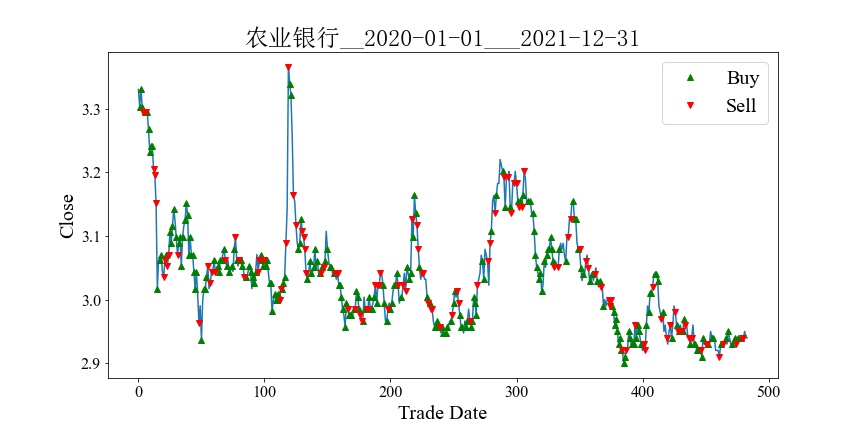 农业银行__2020-01-01___2021-12-31
Buy
Sell
Close
3.3
3.2
3.1
3.0
2.9
0 100 200 300 400 500
Trade Date